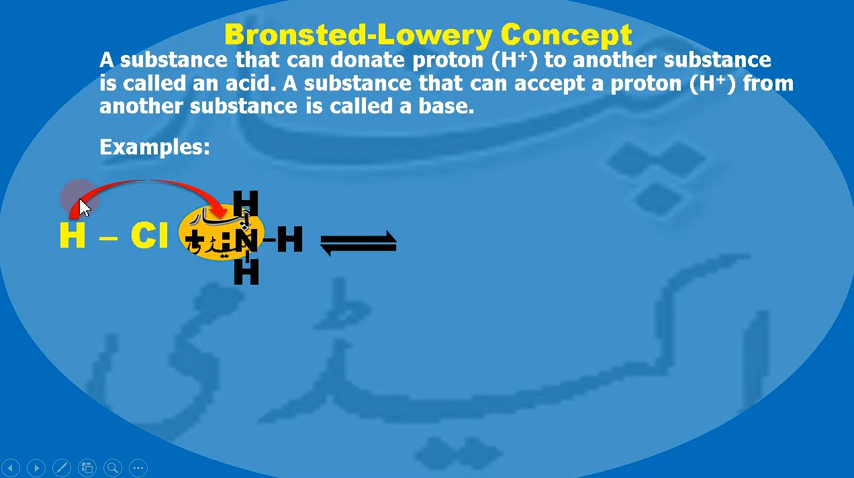 Bronsted-Lowery Concept
A substance that can donate proton (H⁺) to another substance
is called an acid. A substance that can accept a proton (H⁺) from
another substance is called a base.
Examples:
H
H – Cl + :N –H ⇌
H